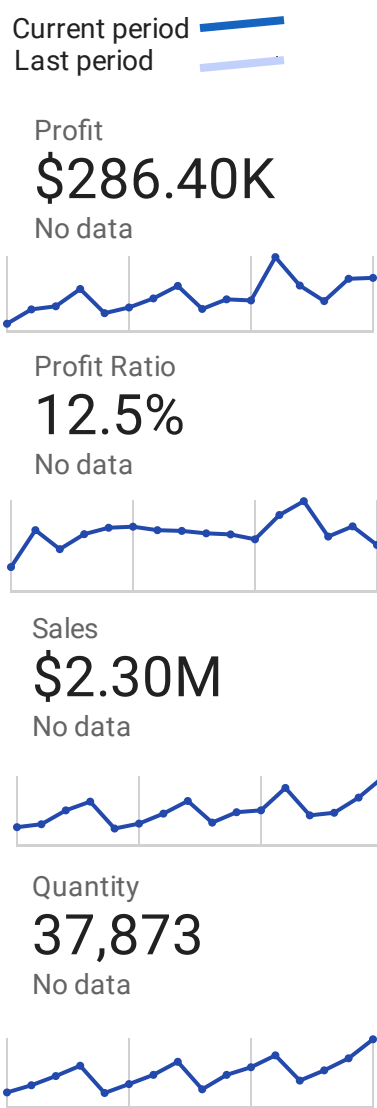 Current period
Last period
Profit
$286.40K
No data
Profit Ratio
12.5%
No data
Sales
$2.30M
No data
Quantity
37,873
No data